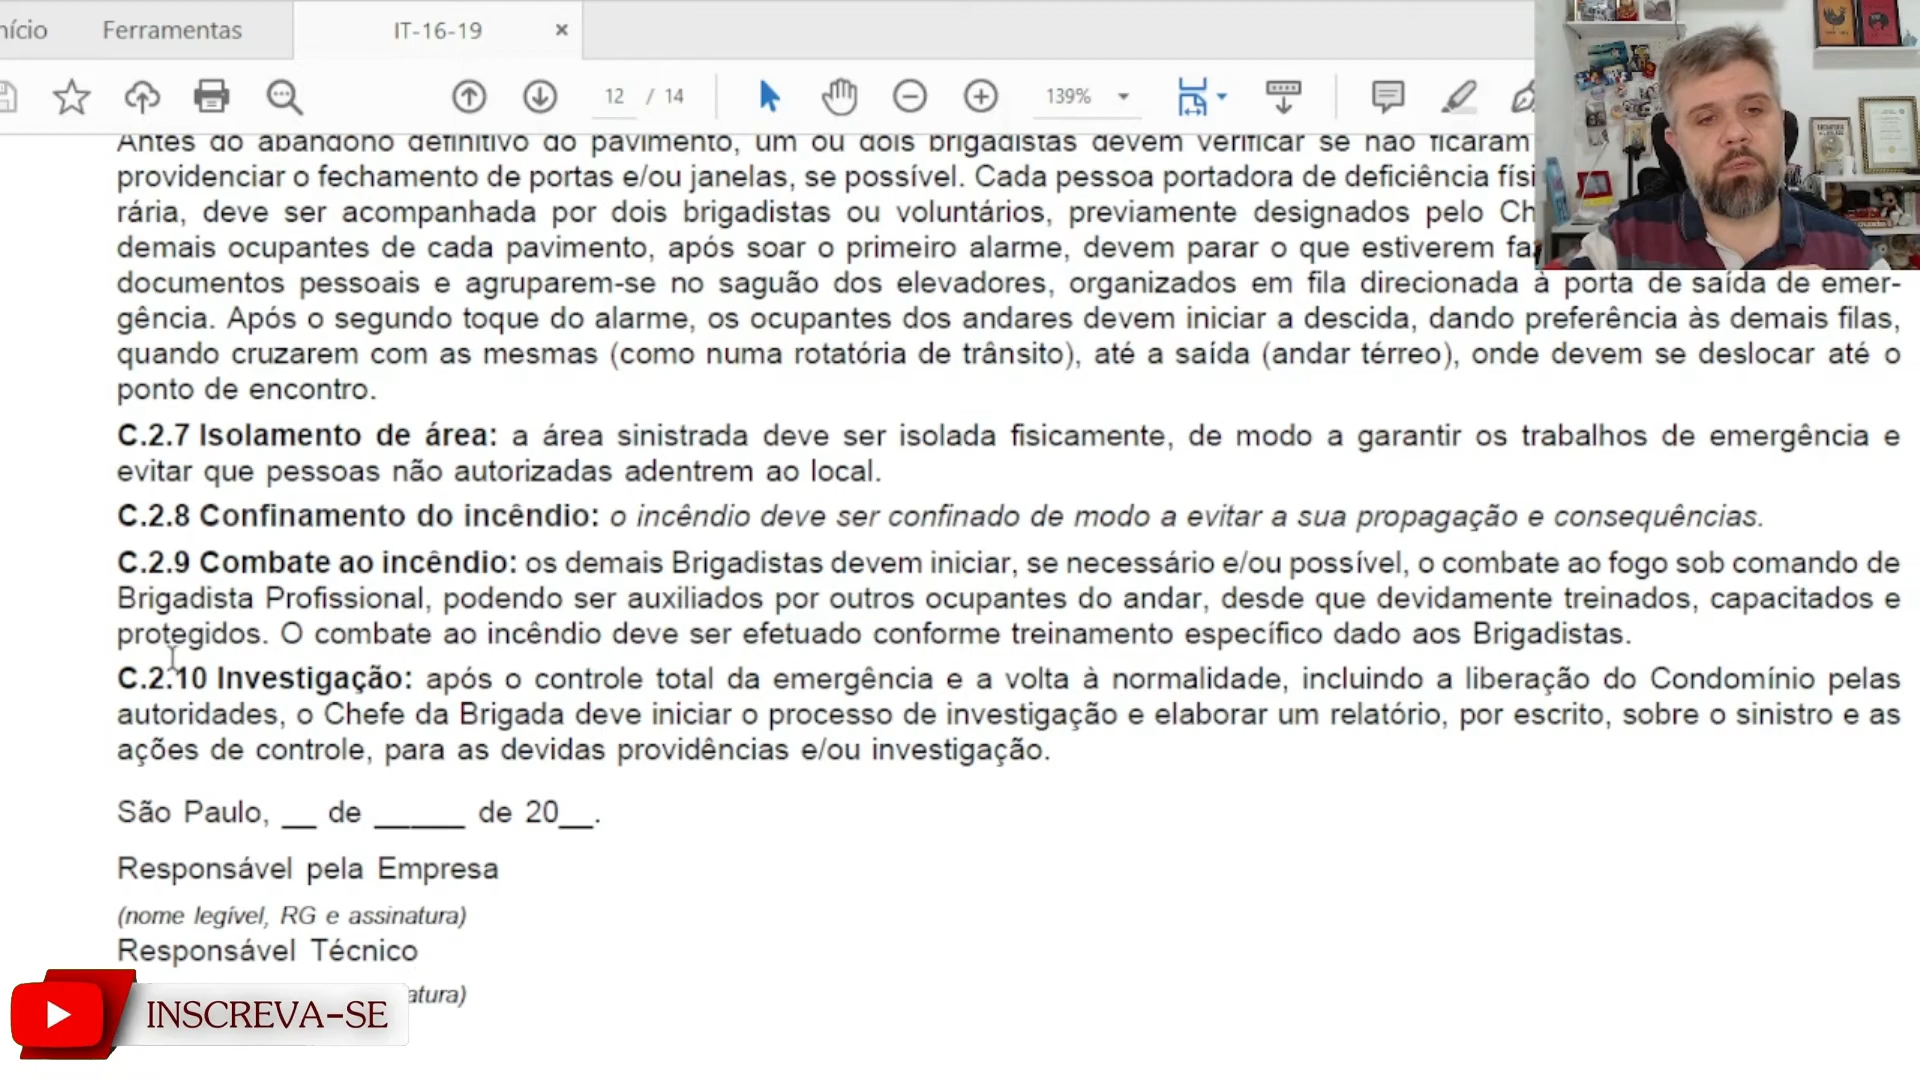 nício Ferramentas IT-16-19 ×
12 / 14 139%
Antes do abandono definitivo do pavimento, um ou dois brigadistas devem verificar se não ficaram
providenciar o fechamento de portas e/ou janelas, se possível. Cada pessoa portadora de deficiência físi
rária, deve ser acompanhada por dois brigadistas ou voluntários, previamente designados pelo Ch
demais ocupantes de cada pavimento, após soar o primeiro alarme, devem parar o que estiverem fa
documentos pessoais e agruparem-se no saguão dos elevadores, organizados em fila direcionada à porta de saída de emer-
gência. Após o segundo toque do alarme, os ocupantes dos andares devem iniciar a descida, dando preferência às demais filas,
quando cruzarem com as mesmas (como numa rotatória de trânsito), até a saída (andar térreo), onde devem se deslocar até o
ponto de encontro.
C.2.7 Isolamento de área: a área sinistrada deve ser isolada fisicamente, de modo a garantir os trabalhos de emergência e
evitar que pessoas não autorizadas adentrem ao local.
C.2.8 Confinamento do incêndio: o incêndio deve ser confinado de modo a evitar a sua propagação e consequências.
C.2.9 Combate ao incêndio: os demais Brigadistas devem iniciar, se necessário e/ou possível, o combate ao fogo sob comando de
Brigadista Profissional, podendo ser auxiliados por outros ocupantes do andar, desde que devidamente treinados, capacitados e
protegidos. O combate ao incêndio deve ser efetuado conforme treinamento específico dado aos Brigadistas.
C.2.10 Investigação: após o controle total da emergência e a volta à normalidade, incluindo a liberação do Condomínio pelas
autoridades, o Chefe da Brigada deve iniciar o processo de investigação e elaborar um relatório, por escrito, sobre o sinistro e as
ações de controle, para as devidas providências e/ou investigação.
São Paulo, __ de _____ de 20__.
Responsável pela Empresa
(nome legível, RG e assinatura)
Responsável Técnico
atura)
INSCREVA-SE